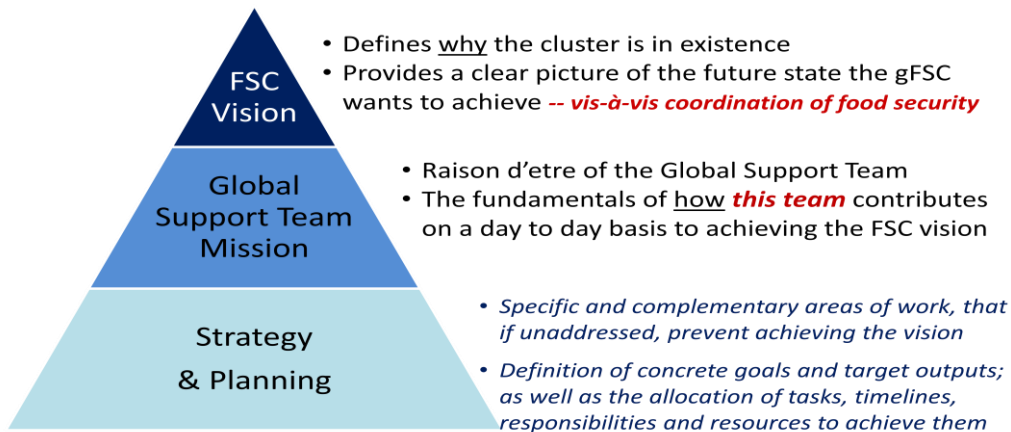 FSC
Vision
• Defines why the cluster is in existence
• Provides a clear picture of the future state the gFSC
wants to achieve -- vis-à-vis coordination of food security
Global
Support Team
Mission
• Raison d’etre of the Global Support Team
• The fundamentals of how this team contributes
on a day to day basis to achieving the FSC vision
Strategy
& Planning
• Specific and complementary areas of work, that
if unaddressed, prevent achieving the vision
• Definition of concrete goals and target outputs;
as well as the allocation of tasks, timelines,
responsibilities and resources to achieve them